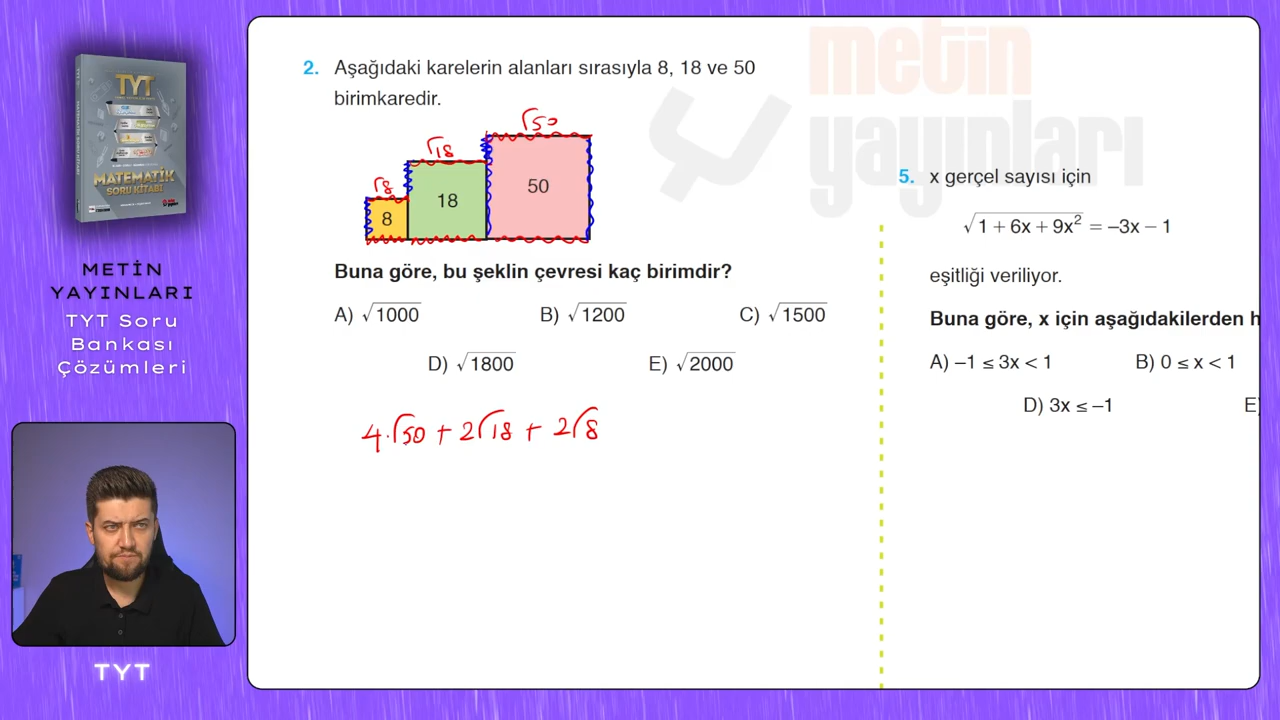 TYT
MATEMATİK
SORU KİTABI
METİN
YAYINLARI
TYT Soru
Bankası
Çözümleri
TYT
metin
yayınları
2. Aşağıdaki karelerin alanları sırasıyla 8, 18 ve 50
birimkaredir.
√50
√18
√8
8
18
50
Buna göre, bu şeklin çevresi kaç birimdir?
A) √1000 B) √1200 C) √1500
D) √1800 E) √2000
4.√50 + 2√18 + 2√8
5. x gerçel sayısı için
√1 + 6x + 9x² = –3x – 1
eşitliği veriliyor.
Buna göre, x için aşağıdakilerden h
A) –1 ≤ 3x < 1 B) 0 ≤ x < 1
D) 3x ≤ –1 E)